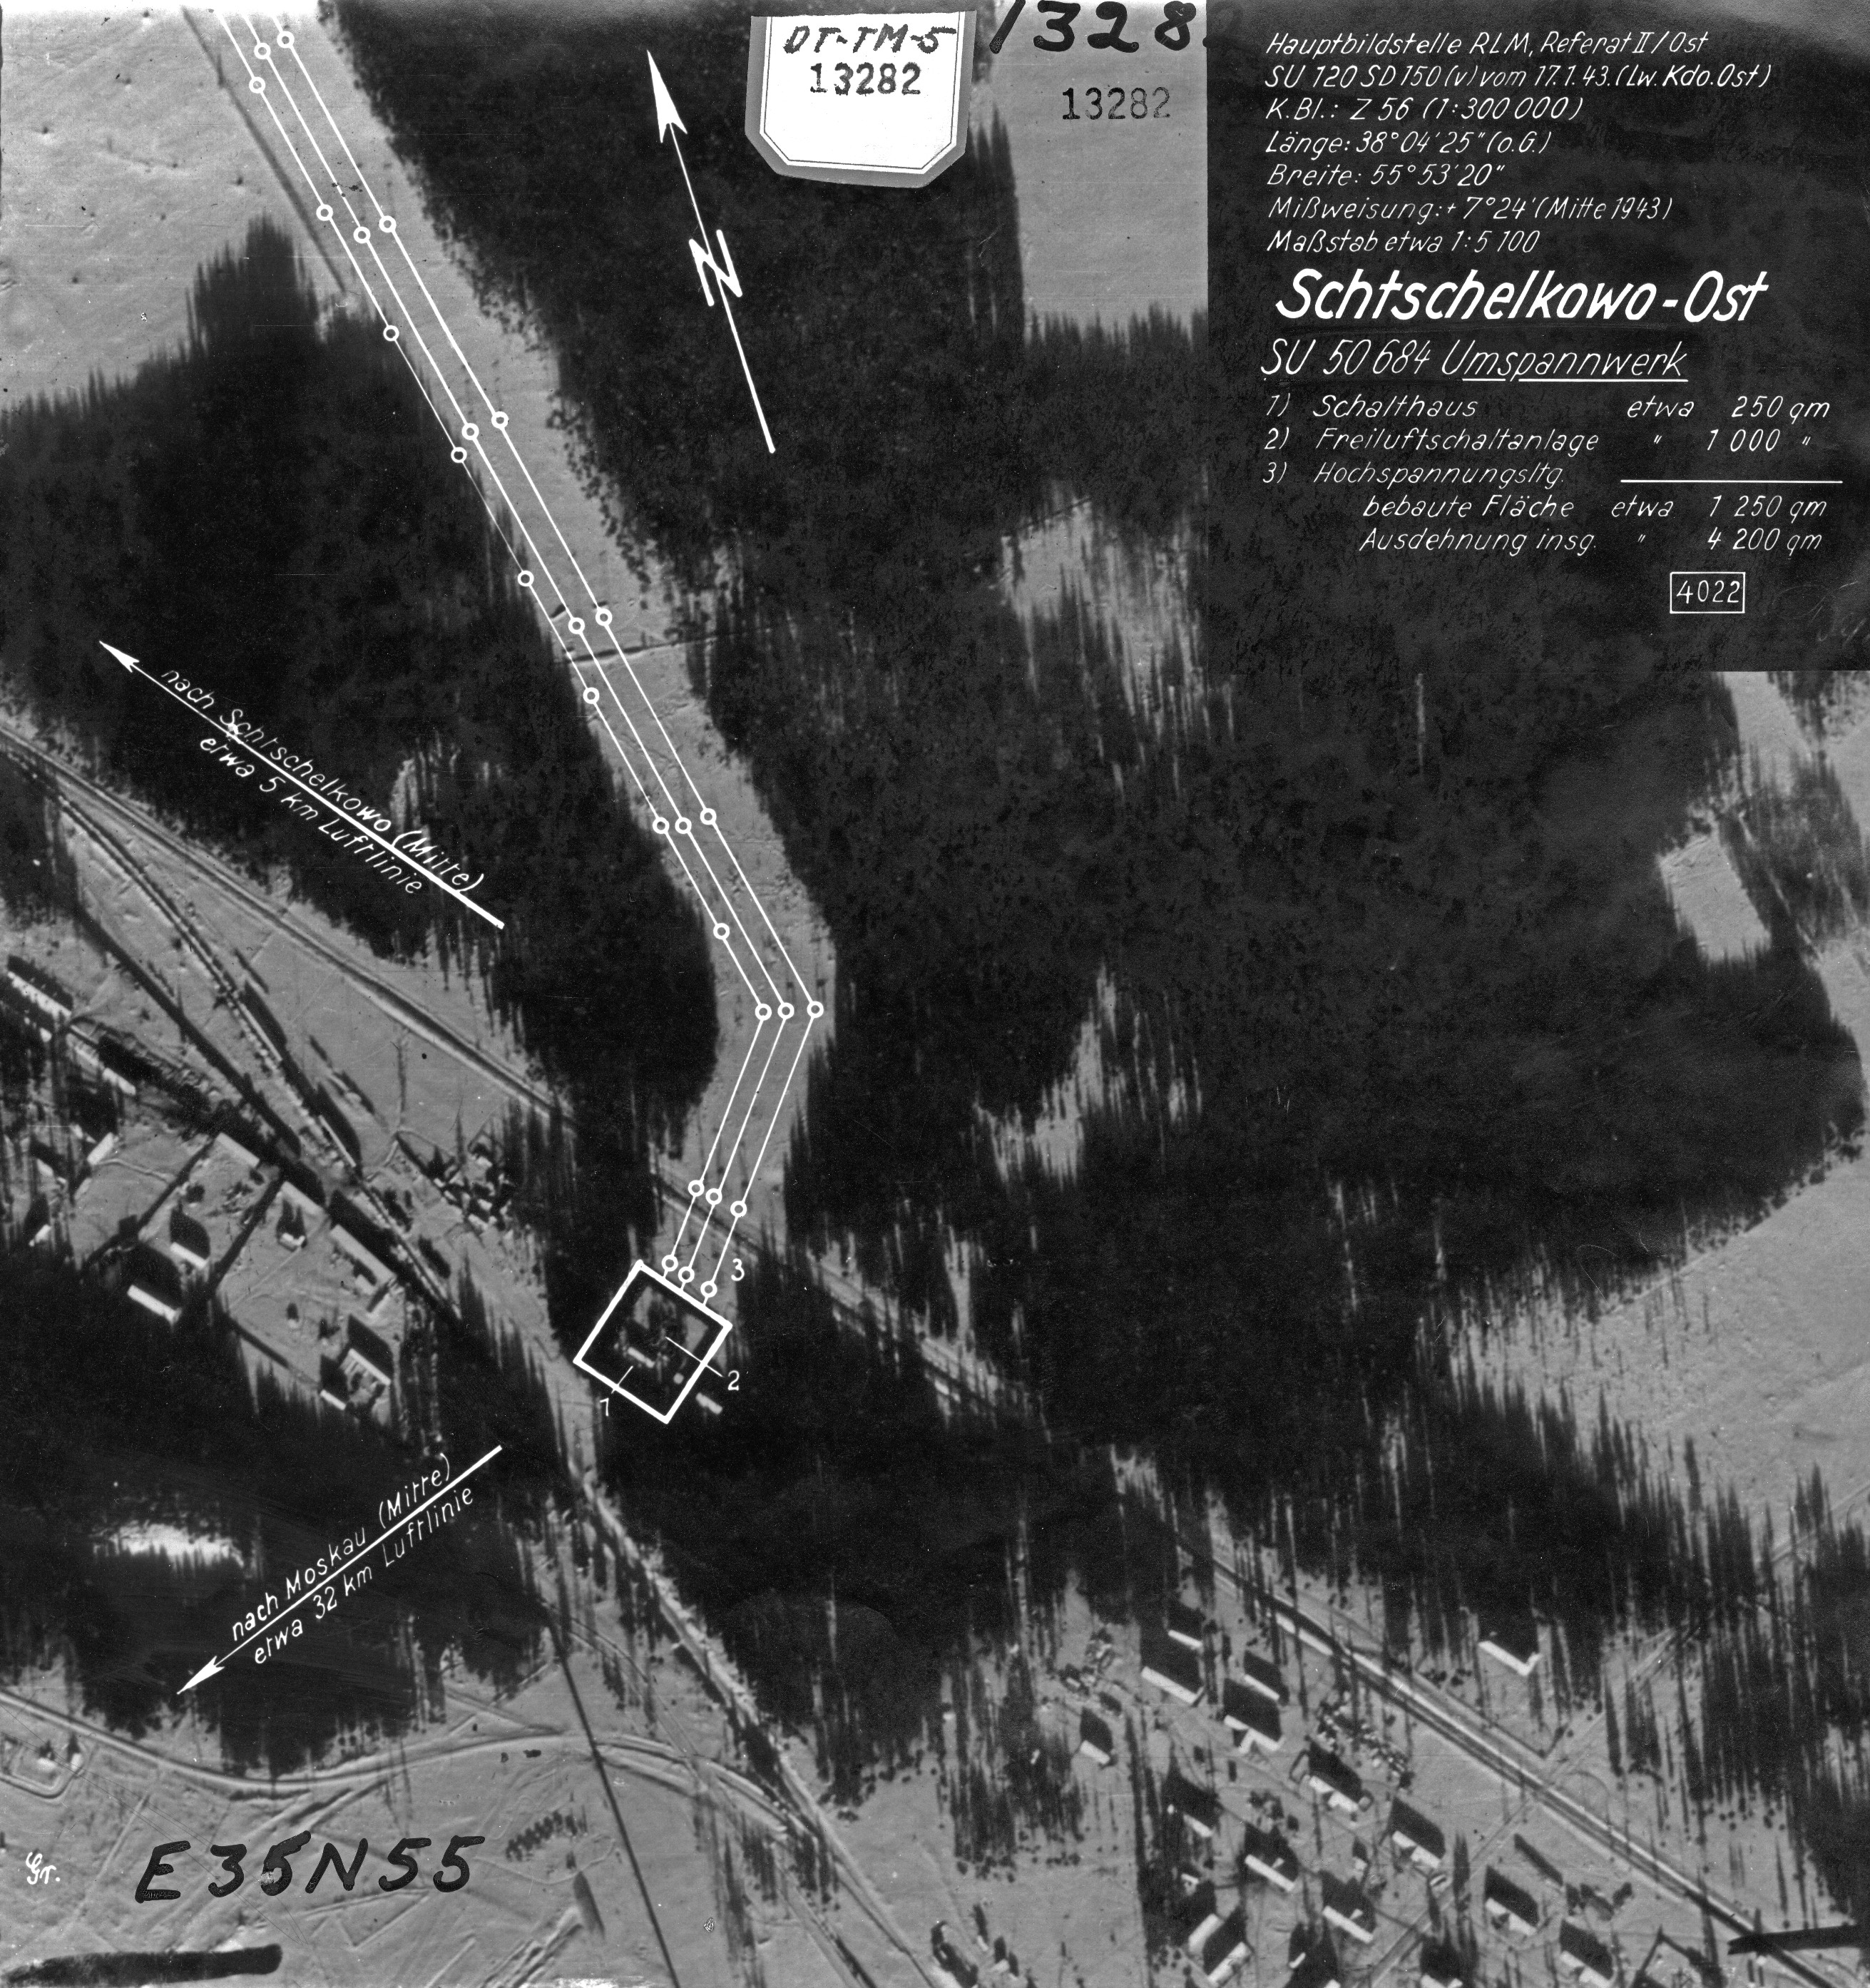 DT-TM-5
13282
1328
13282
Hauptbildstelle RLM, Referat II/Ost
SU 120 SD 150 (v) vom 17.1.43. (Lw. Kdo. Ost)
K.Bl.: Z 56 (1:300 000)
Länge: 38° 04' 25" (o.G.)
Breite: 55° 53' 20"
Mißweisung: + 7° 24' (Mitte 1943)
Maßstab etwa 1:5 100
Schtschelkowo-Ost
SU 50 684 Umspannwerk
1) Schalthaus etwa 250 qm
2) Freiluftschaltanlage " 1 000 "
3) Hochspannungsltg.
bebaute Fläche etwa 1 250 qm
Ausdehnung insg. " 4 200 qm
4022
N
nach Schtschelkowo (Mitte)
etwa 5 km Luftlinie
3
2
1
nach Moskau (Mitte)
etwa 32 km Luftlinie
Gr.
E35N55